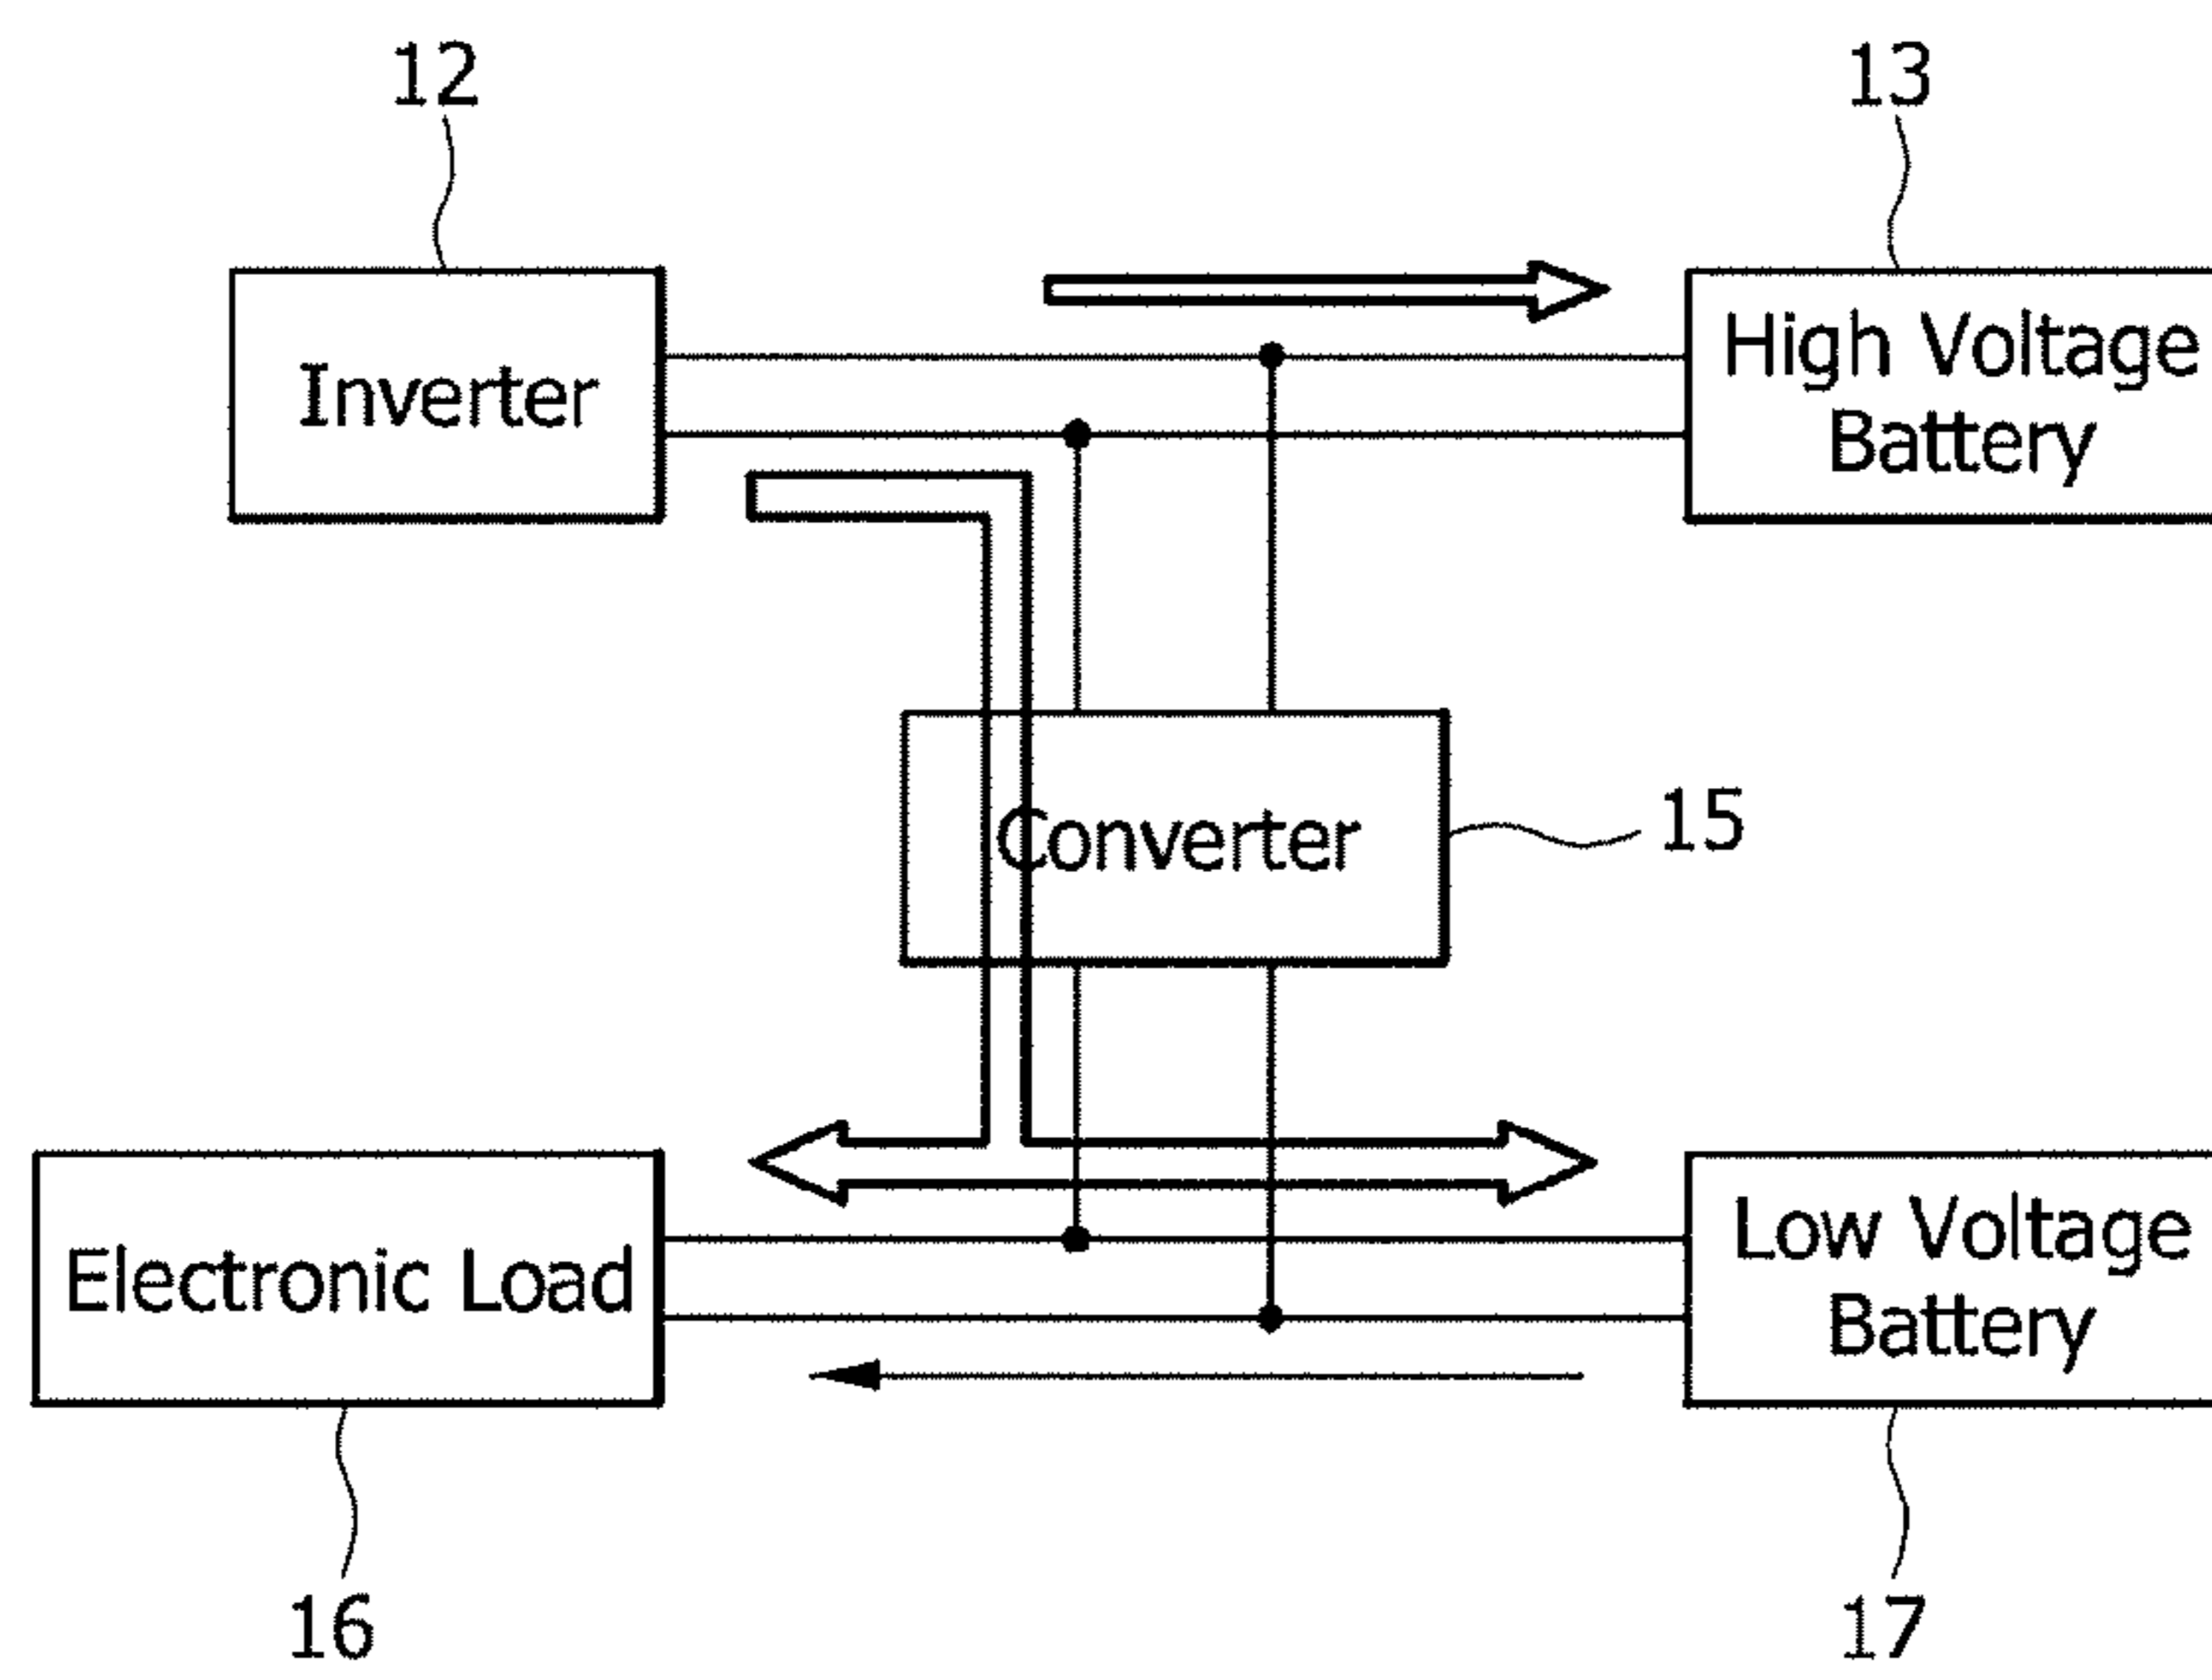 12
13
Inverter
High Voltage
Battery
Converter
15
Electronic Load
Low Voltage
Battery
16
17